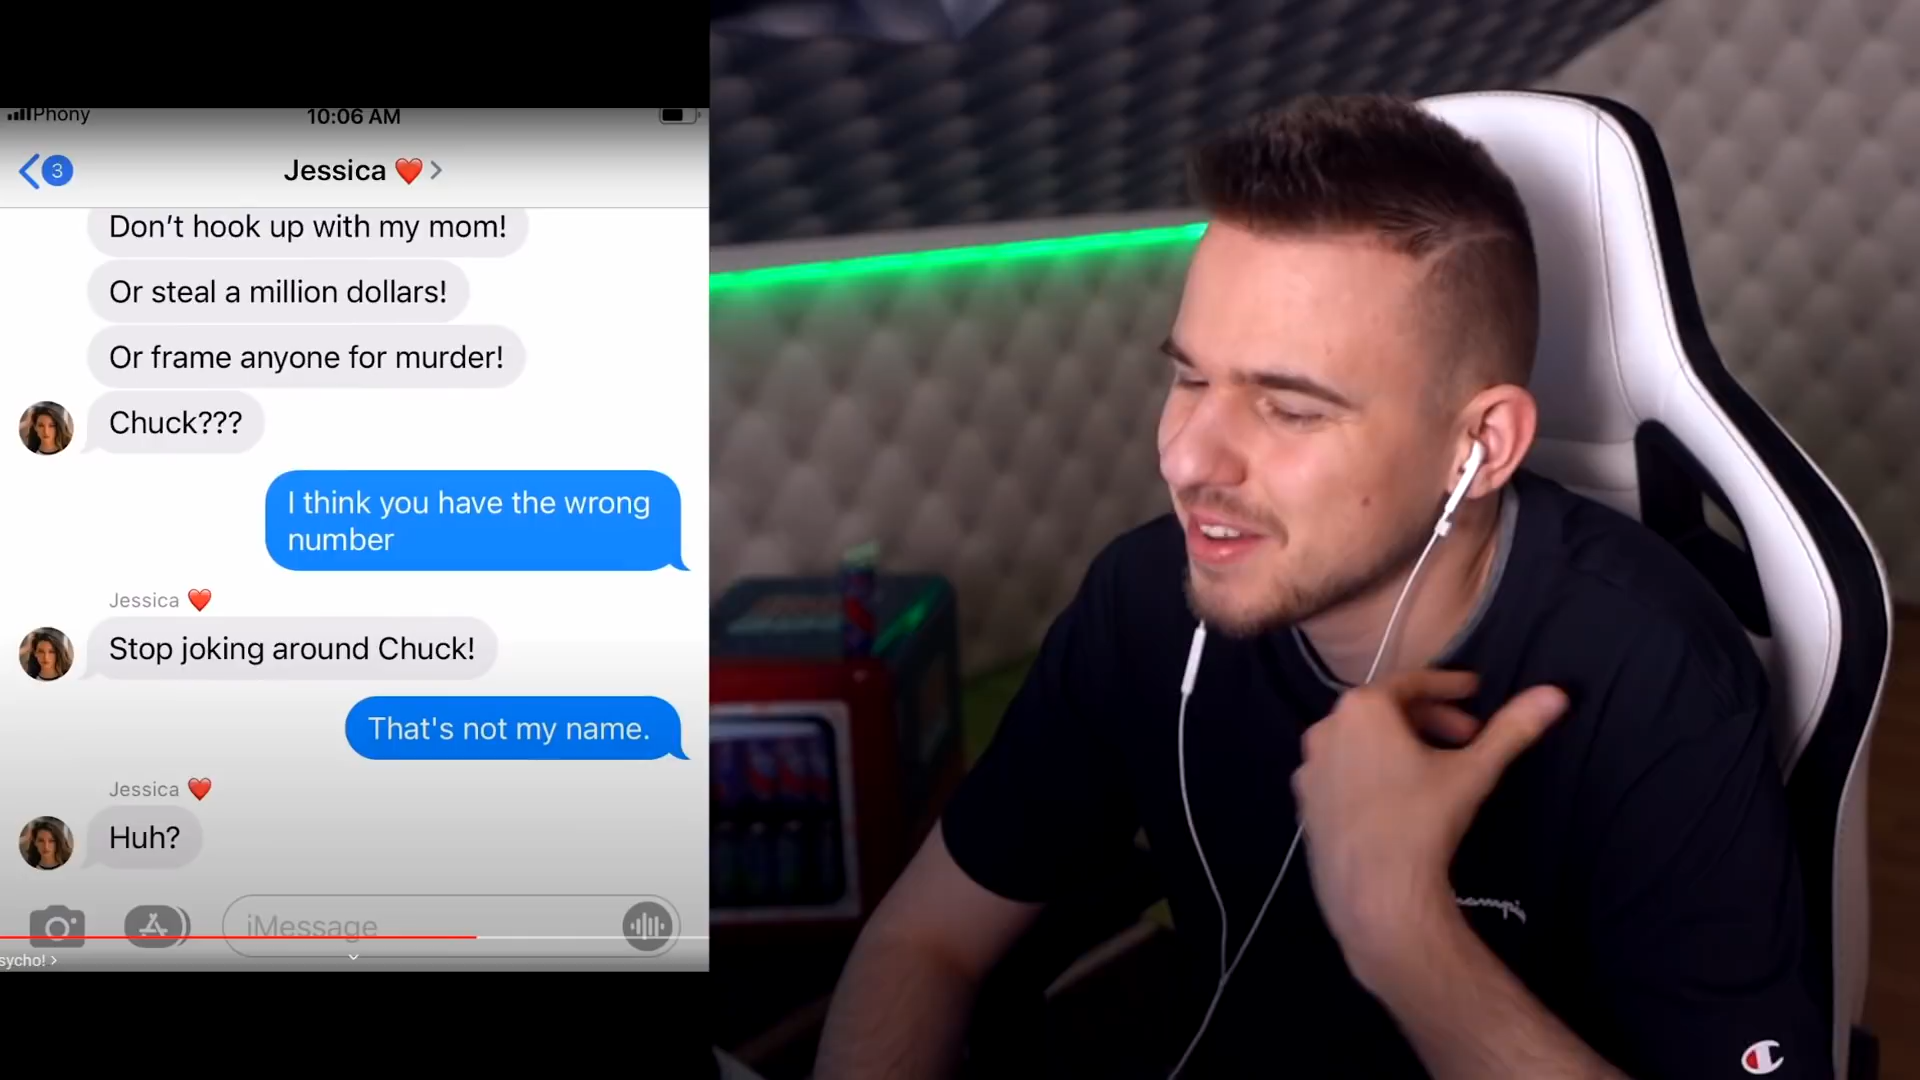 Phony
10:06 AM
3
Jessica ❤️ >
Don’t hook up with my mom!
Or steal a million dollars!
Or frame anyone for murder!
Chuck???
I think you have the wrong
number
Jessica ❤️
Stop joking around Chuck!
That's not my name.
Jessica ❤️
Huh?
iMessage
sycho! >